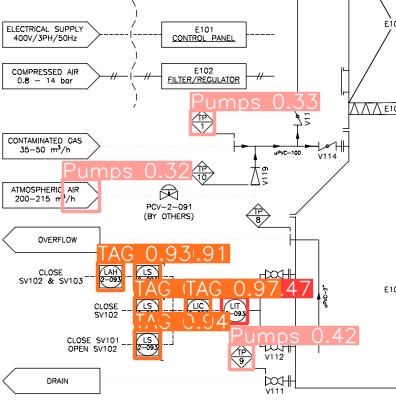 ELECTRICAL SUPPLY
400V/3PH/50Hz
E101
CONTROL PANEL
E10
COMPRESSED AIR
0.8 - 14 bar
E102
FILTER/REGULATOR
Pumps 0.33
TP
1
V11
CONTAMINATED GAS
35-50 m³/h
uPVC-100
V114
Pumps 0.32
TP
10
V119
ATMOSPHERIC AIR
200-215 m³/h
PCV-2-091
(BY OTHERS)
TP
8
OVERFLOW
TAG 0.93
.91
CLOSE
SV102 & SV103
LAH
2-093
LS
TAG 0.97
.47
E10
uPVC-2"
CLOSE
SV102
LS
LIC
LIT
-093
TAG 0.94
Pumps 0.42
CLOSE SV101
OPEN SV102
LS
2-093
TP
9
V112
DRAIN
V111